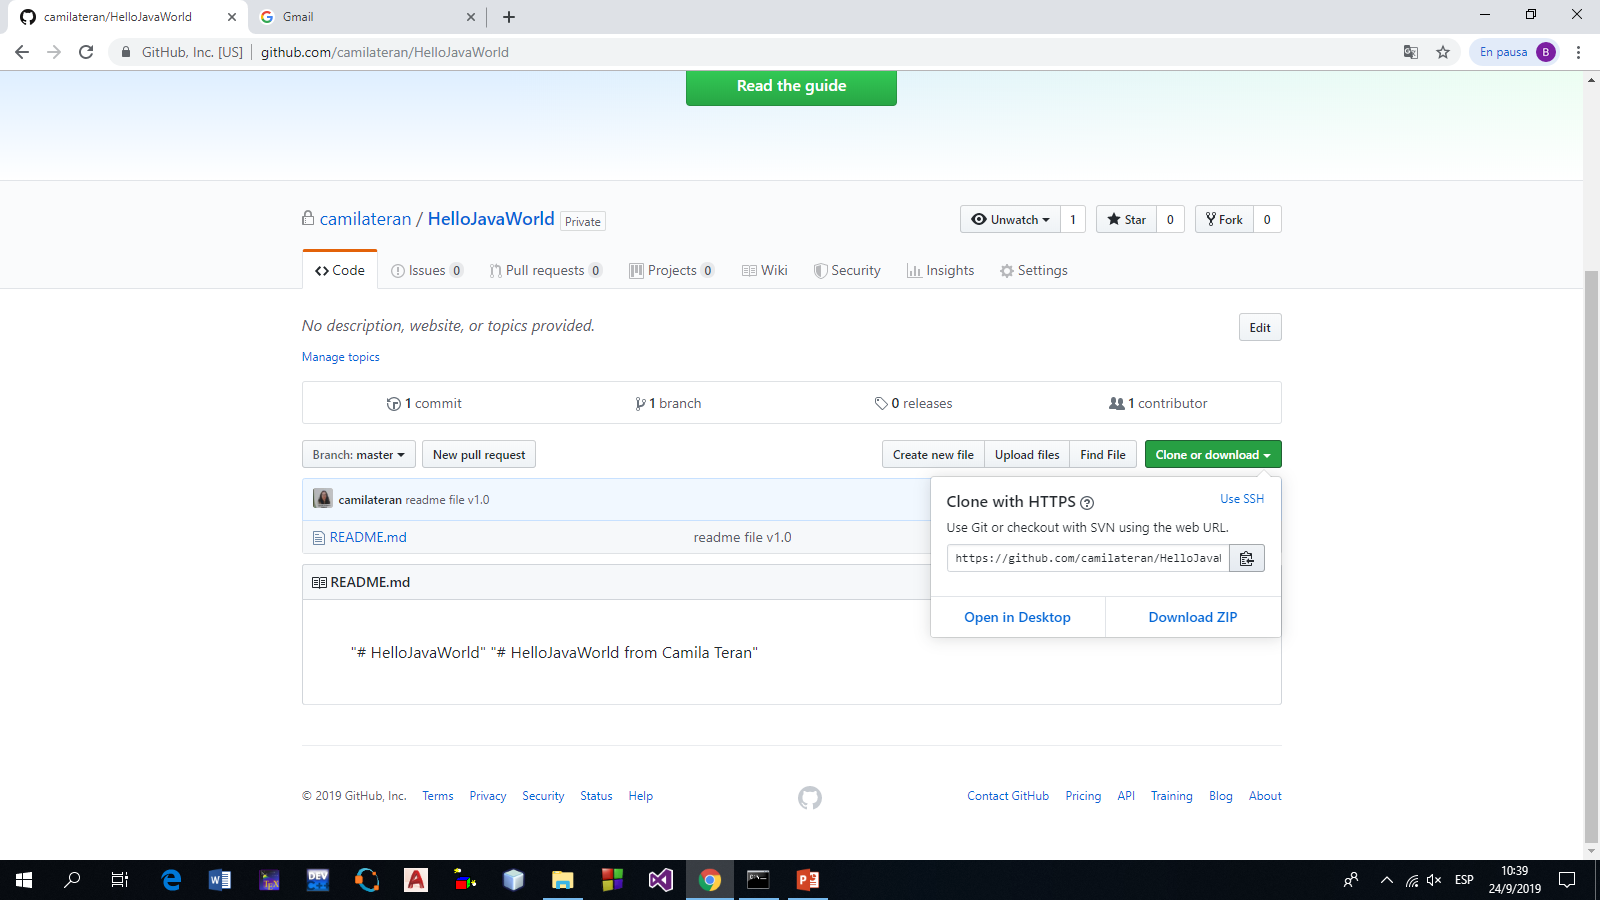 camilateran/HelloJavaWorld
Gmail
GitHub, Inc. [US] github.com/camilateran/HelloJavaWorld
En pausa B
Read the guide
camilateran / HelloJavaWorld Private
Unwatch 1 Star 0 Fork 0
Code Issues 0 Pull requests 0 Projects 0 Wiki Security Insights Settings
No description, website, or topics provided.
Edit
Manage topics
1 commit 1 branch 0 releases 1 contributor
Branch: master New pull request Create new file Upload files Find File Clone or download
camilateran readme file v1.0
README.md readme file v1.0
Clone with HTTPS Use SSH
Use Git or checkout with SVN using the web URL.
https://github.com/camilateran/HelloJava
Open in Desktop Download ZIP
README.md
"# HelloJavaWorld" "# HelloJavaWorld from Camila Teran"
© 2019 GitHub, Inc. Terms Privacy Security Status Help Contact GitHub Pricing API Training Blog About
DEV
ESP
10:39
24/9/2019